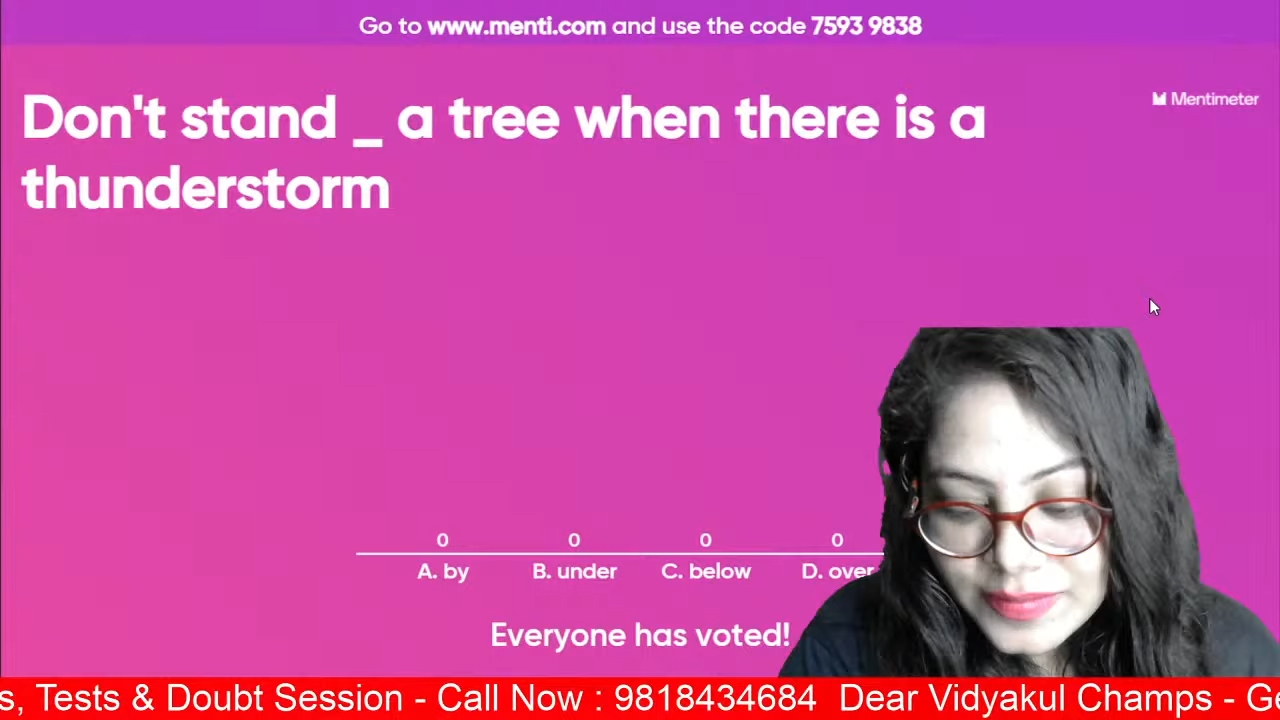 Go to www.menti.com and use the code 7593 9838
Mentimeter
Don't stand _ a tree when there is a
thunderstorm
0 0 0 0
A. by B. under C. below D. over
Everyone has voted!
s, Tests & Doubt Session - Call Now : 9818434684 Dear Vidyakul Champs - Ge